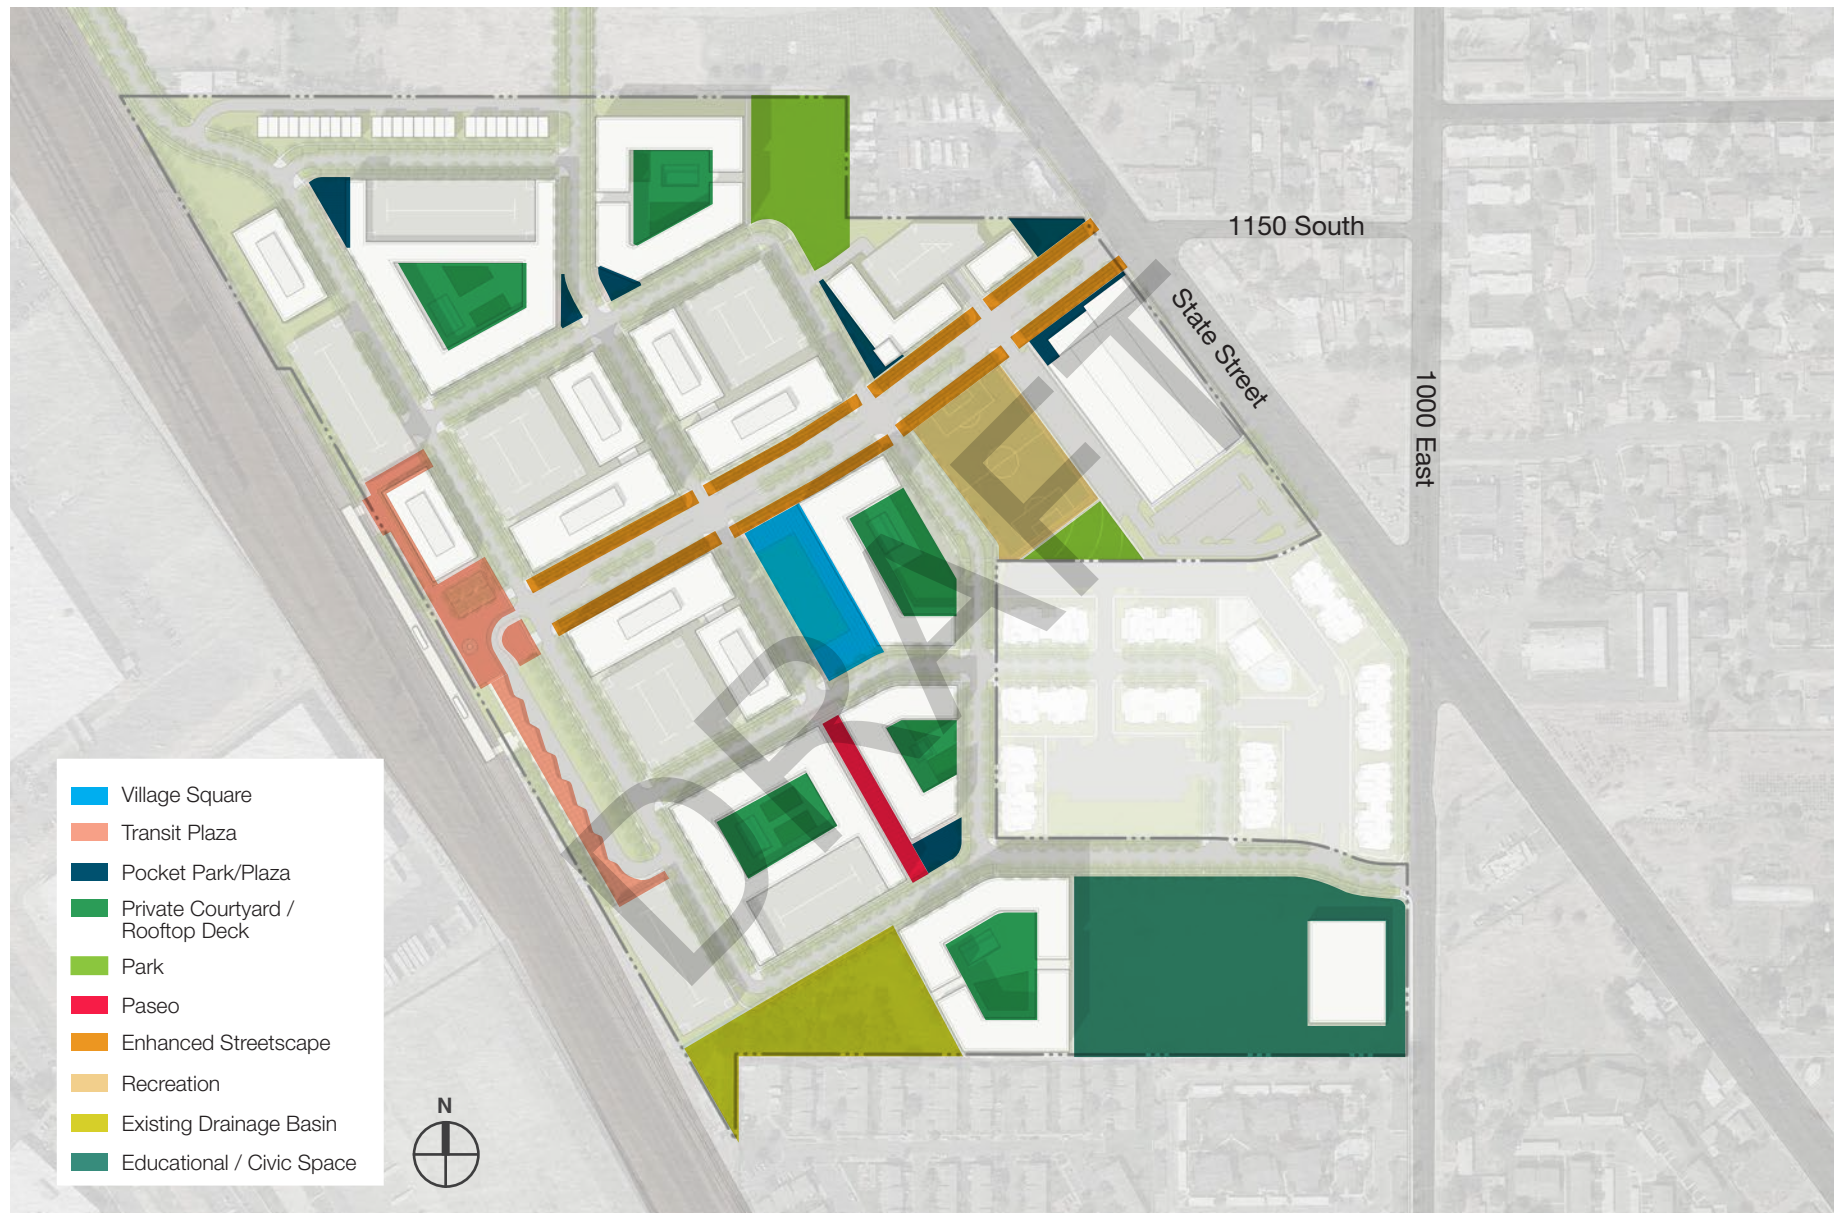 1150 South
State Street
1000 East
DRAFT
Village Square
Transit Plaza
Pocket Park/Plaza
Private Courtyard /
Rooftop Deck
Park
Paseo
Enhanced Streetscape
Recreation
Existing Drainage Basin
Educational / Civic Space
N